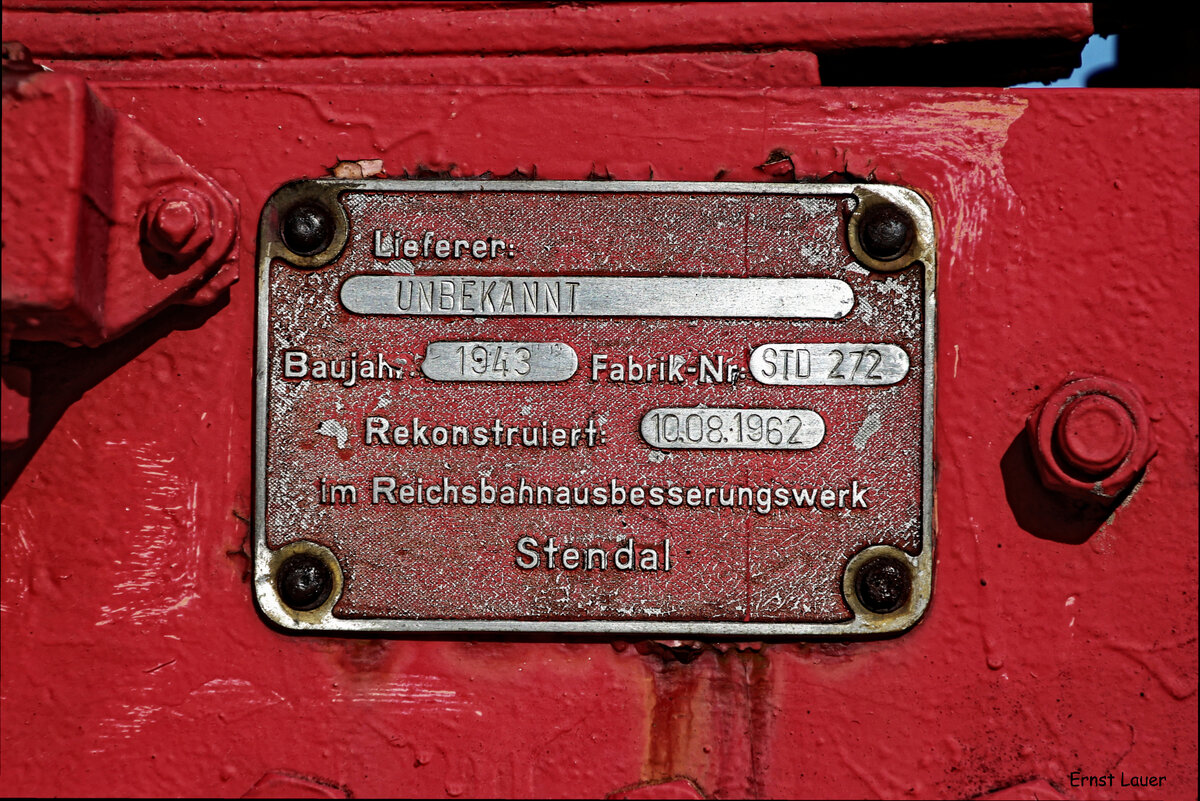 Lieferer:
UNBEKANNT
Baujahr: 1943 Fabrik-Nr: STD 272
Rekonstruiert: 10.08.1962
im Reichsbahnausbesserungswerk
Stendal
Ernst Lauer